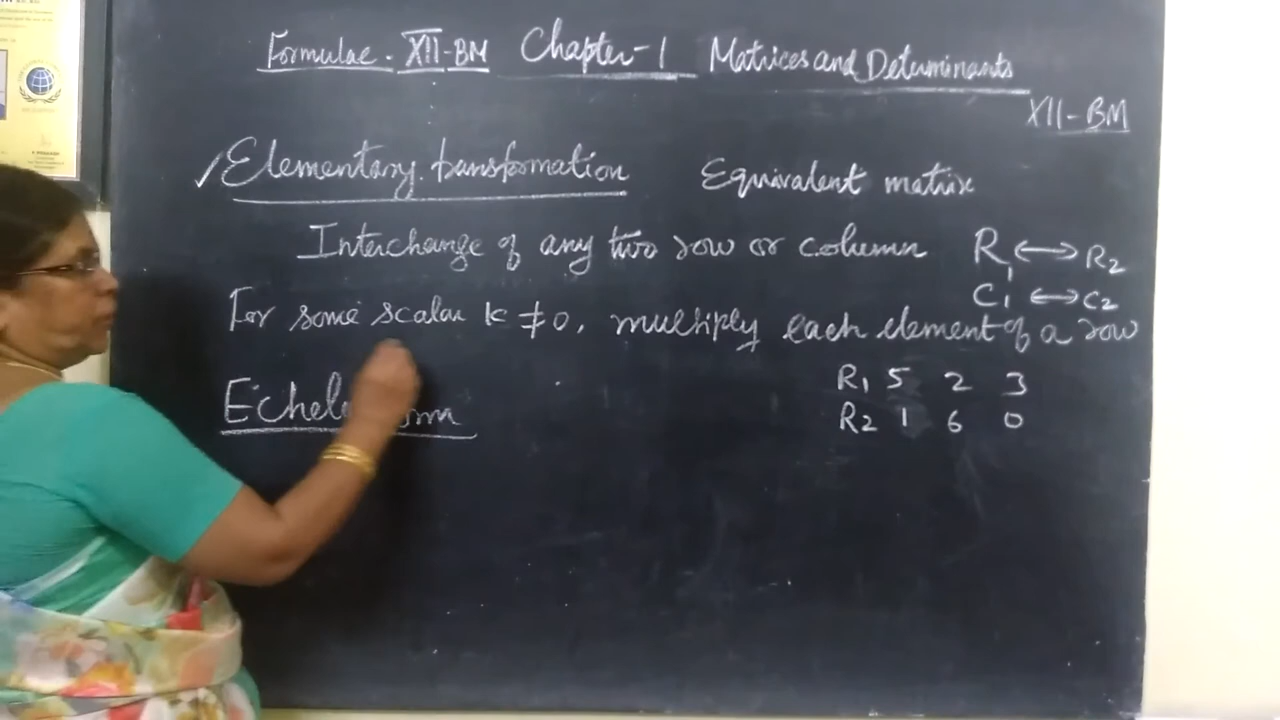 Formulae - XII-BM Chapter-1 Matrices and Determinants
XII-BM
✓Elementary transformation Equivalent matrix
Interchange of any two row or column R1 ↔ R2
C1 ↔ C2
For some scalar k ≠ 0, multiply each element of a row
R1 5 2 3
R2 1 6 0